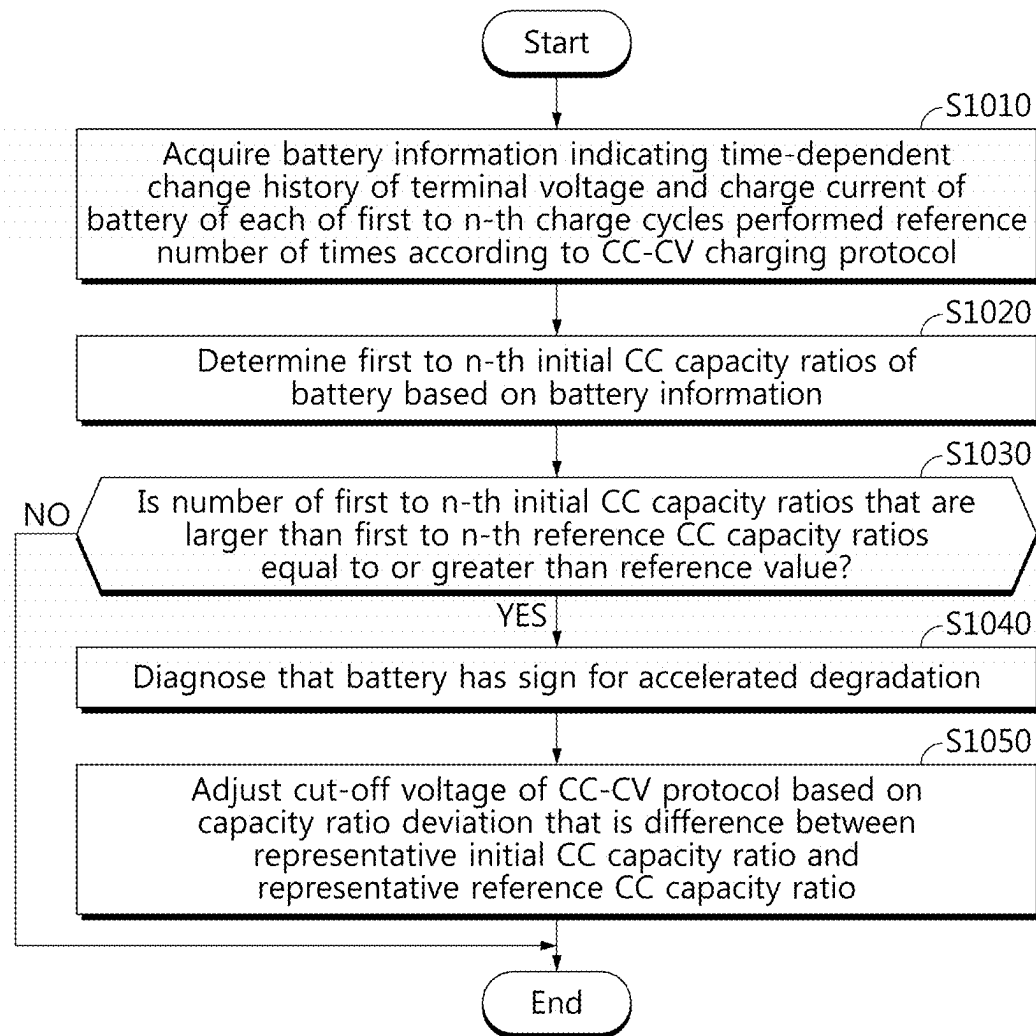 Start
S1010
Acquire battery information indicating time-dependent
change history of terminal voltage and charge current of
battery of each of first to n-th charge cycles performed reference
number of times according to CC-CV charging protocol
S1020
Determine first to n-th initial CC capacity ratios of
battery based on battery information
S1030
Is number of first to n-th initial CC capacity ratios that are
larger than first to n-th reference CC capacity ratios
equal to or greater than reference value?
NO
YES
S1040
Diagnose that battery has sign for accelerated degradation
S1050
Adjust cut-off voltage of CC-CV protocol based on
capacity ratio deviation that is difference between
representative initial CC capacity ratio and
representative reference CC capacity ratio
End